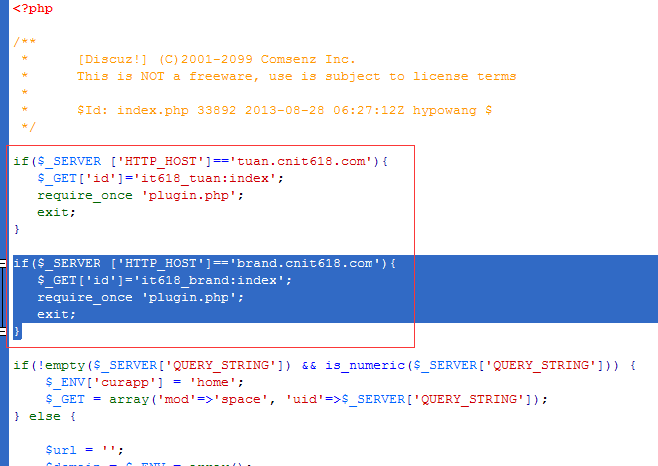 <?php
/**
 *      [Discuz!] (C)2001-2099 Comsenz Inc.
 *      This is NOT a freeware, use is subject to license terms
 *
 *      $Id: index.php 33892 2013-08-28 06:27:12Z hypowang $
 */
if($_SERVER ['HTTP_HOST']=='tuan.cnit618.com'){
   $_GET['id']='it618_tuan:index';
   require_once 'plugin.php';
   exit;
}
if($_SERVER ['HTTP_HOST']=='brand.cnit618.com'){
   $_GET['id']='it618_brand:index';
   require_once 'plugin.php';
   exit;
}
if(!empty($_SERVER['QUERY_STRING']) && is_numeric($_SERVER['QUERY_STRING'])) {
    $_ENV['curapp'] = 'home';
    $_GET = array('mod'=>'space', 'uid'=>$_SERVER['QUERY_STRING']);
} else {
    $url = '';
    $domain = $_ENV = array();